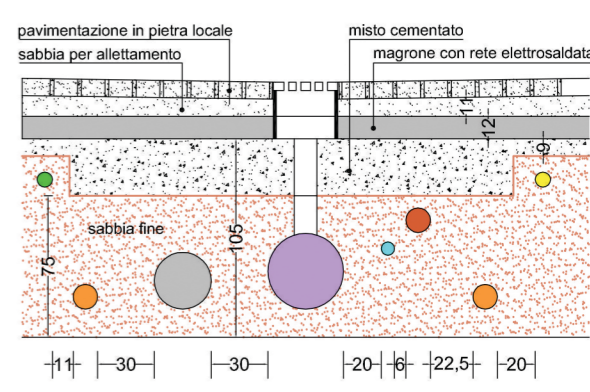 pavimentazione in pietra locale
misto cementato
sabbia per allettamento
magrone con rete elettrosaldata
11
12
9
sabbia fine
75
105
11
30
30
20
6
22,5
20